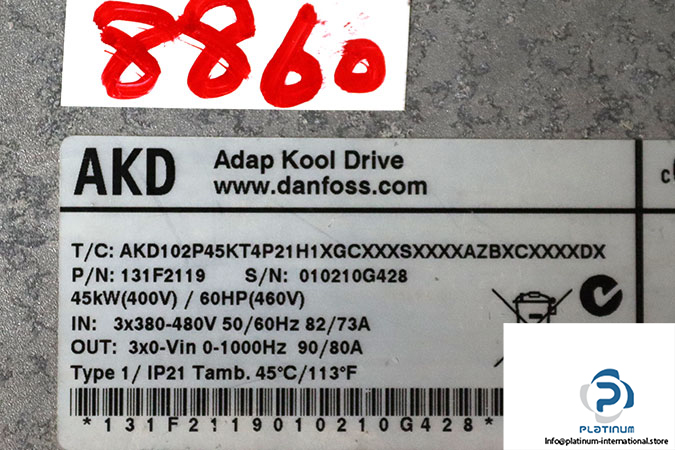 8860
AKD
Adap Kool Drive
www.danfoss.com
c
T/C: AKD102P45KT4P21H1XGCXXXSXXXXAZBXCXXXXDX
P/N: 131F2119 S/N: 010210G428
45kW(400V) / 60HP(460V)
IN: 3x380-480V 50/60Hz 82/73A
OUT: 3x0-Vin 0-1000Hz 90/80A
Type 1/ IP21 Tamb. 45°C/113°F
*131F2119010210G428*
PLATINUM
Info@platinum-international.store